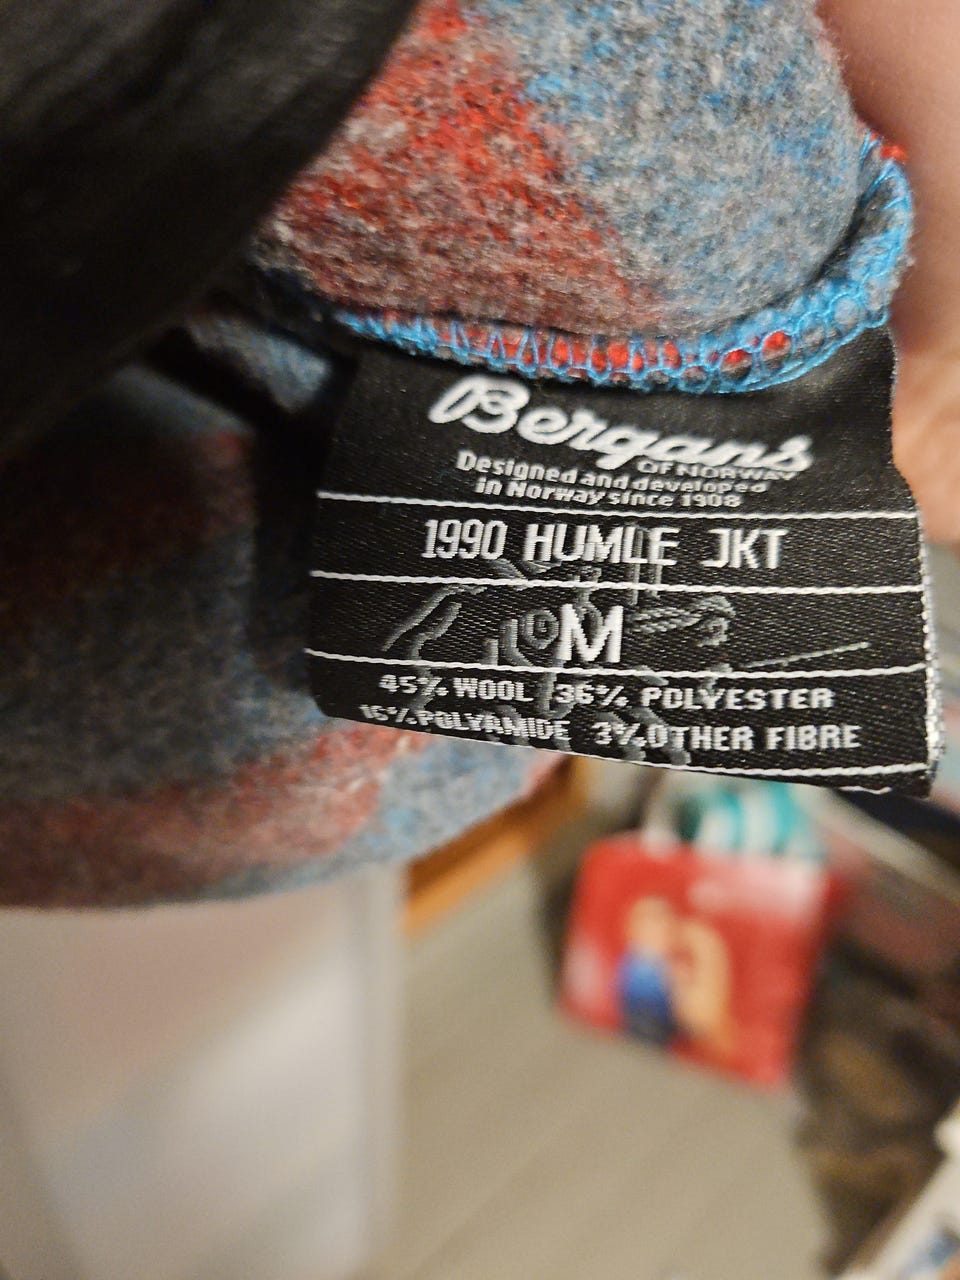 Bergans
OF NORWAY
Designed and developed
in Norway since 1908
1990 HUMLE JKT
M
45% WOOL 36% POLYESTER
16% POLYAMIDE 3% OTHER FIBRE